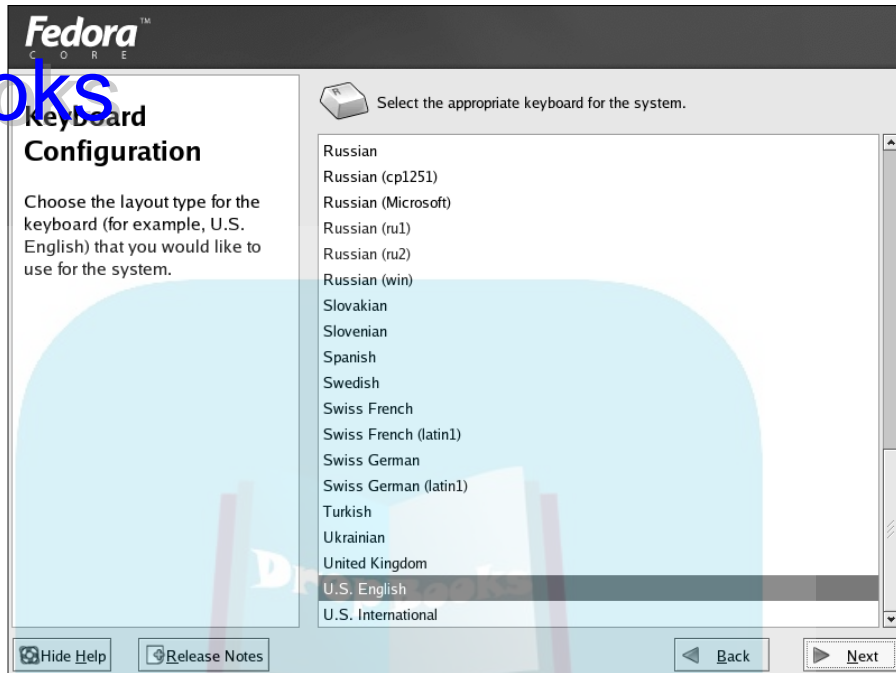 Fedora™
CORE
oks
Keyboard
Configuration
Choose the layout type for the
keyboard (for example, U.S.
English) that you would like to
use for the system.
Select the appropriate keyboard for the system.
Russian
Russian (cp1251)
Russian (Microsoft)
Russian (ru1)
Russian (ru2)
Russian (win)
Slovakian
Slovenian
Spanish
Swedish
Swiss French
Swiss French (latin1)
Swiss German
Swiss German (latin1)
Turkish
Ukrainian
United Kingdom
U.S. English
U.S. International
DropBooks
Hide Help
Release Notes
Back
Next